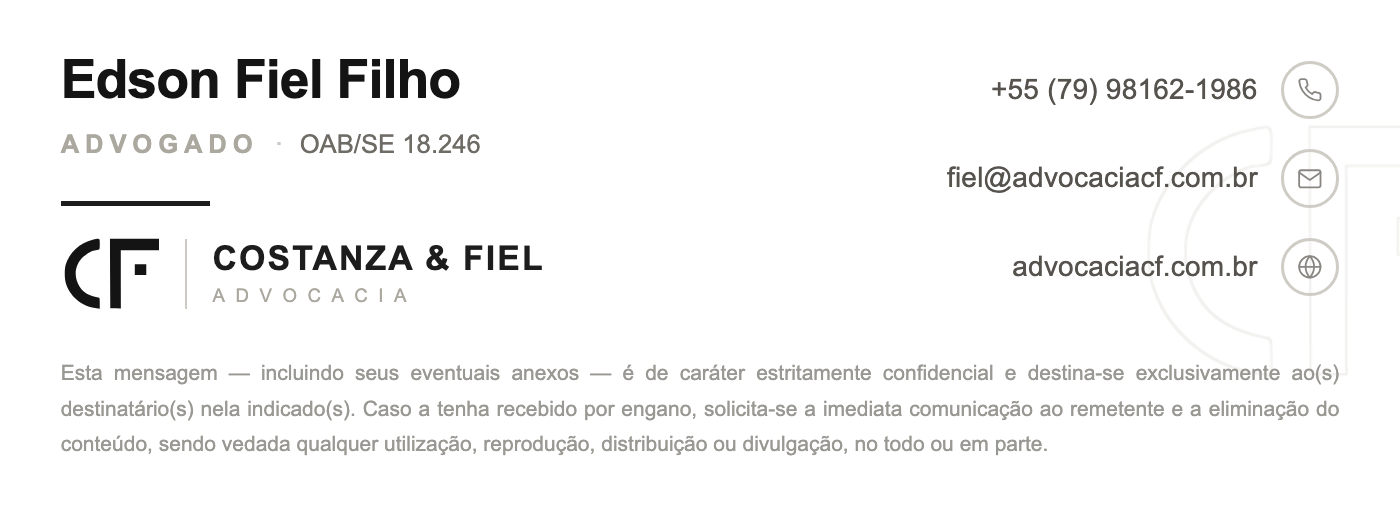 Edson Fiel Filho
ADVOGADO · OAB/SE 18.246
CF
COSTANZA & FIEL
ADVOCACIA
+55 (79) 98162-1986
fiel@advocaciacf.com.br
advocaciacf.com.br
Esta mensagem — incluindo seus eventuais anexos — é de caráter estritamente confidencial e destina-se exclusivamente ao(s)
destinatário(s) nela indicado(s). Caso a tenha recebido por engano, solicita-se a imediata comunicação ao remetente e a eliminação do
conteúdo, sendo vedada qualquer utilização, reprodução, distribuição ou divulgação, no todo ou em parte.